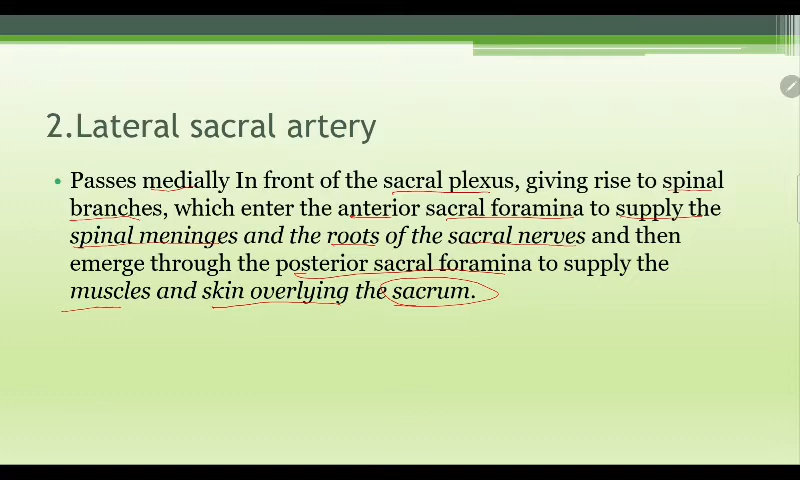 2.Lateral sacral artery
• Passes medially In front of the sacral plexus, giving rise to spinal
branches, which enter the anterior sacral foramina to supply the
spinal meninges and the roots of the sacral nerves and then
emerge through the posterior sacral foramina to supply the
muscles and skin overlying the sacrum.